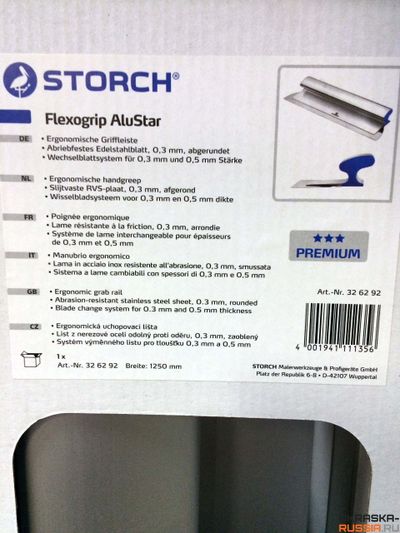 STORCH®
Flexogrip AluStar
DE
• Ergonomische Griffleiste
• Abriebfestes Edelstahlblatt, 0,3 mm, abgerundet
• Wechselblattsystem für 0,3 mm und 0,5 mm Stärke
NL
• Ergonomische handgreep
• Slijtvaste RVS-plaat, 0,3 mm, afgerond
• Wisselbladsysteem voor 0,3 mm en 0,5 mm dikte
FR
• Poignée ergonomique
• Lame résistante à la friction, 0,3 mm, arrondie
• Système de lame interchangeable pour épaisseurs
de 0,3 mm et 0,5 mm
IT
• Manubrio ergonomico
• Lama in acciaio inox resistente all'abrasione, 0,3 mm, smussata
• Sistema a lame cambiabili con spessori di 0,3 mm e 0,5 mm
GB
• Ergonomic grab rail
• Abrasion-resistant stainless steel sheet, 0.3 mm, rounded
• Blade change system for 0.3 mm and 0.5 mm thickness
CZ
• Ergonomická uchopovací lišta
• List z nerezové oceli odolný proti oděru, 0,3 mm, zaoblený
• Systém výměnného listu pro tloušťku 0,3 mm a 0,5 mm
1 x
Art.-Nr. 32 62 92 Breite: 1250 mm
PREMIUM
Art.-Nr. 32 62 92
4 001941 111356
STORCH Malerwerkzeuge & Profigeräte GmbH
Platz der Republik 6-8 • D-42107 Wuppertal
KRASKA-
RUSSIA.RU